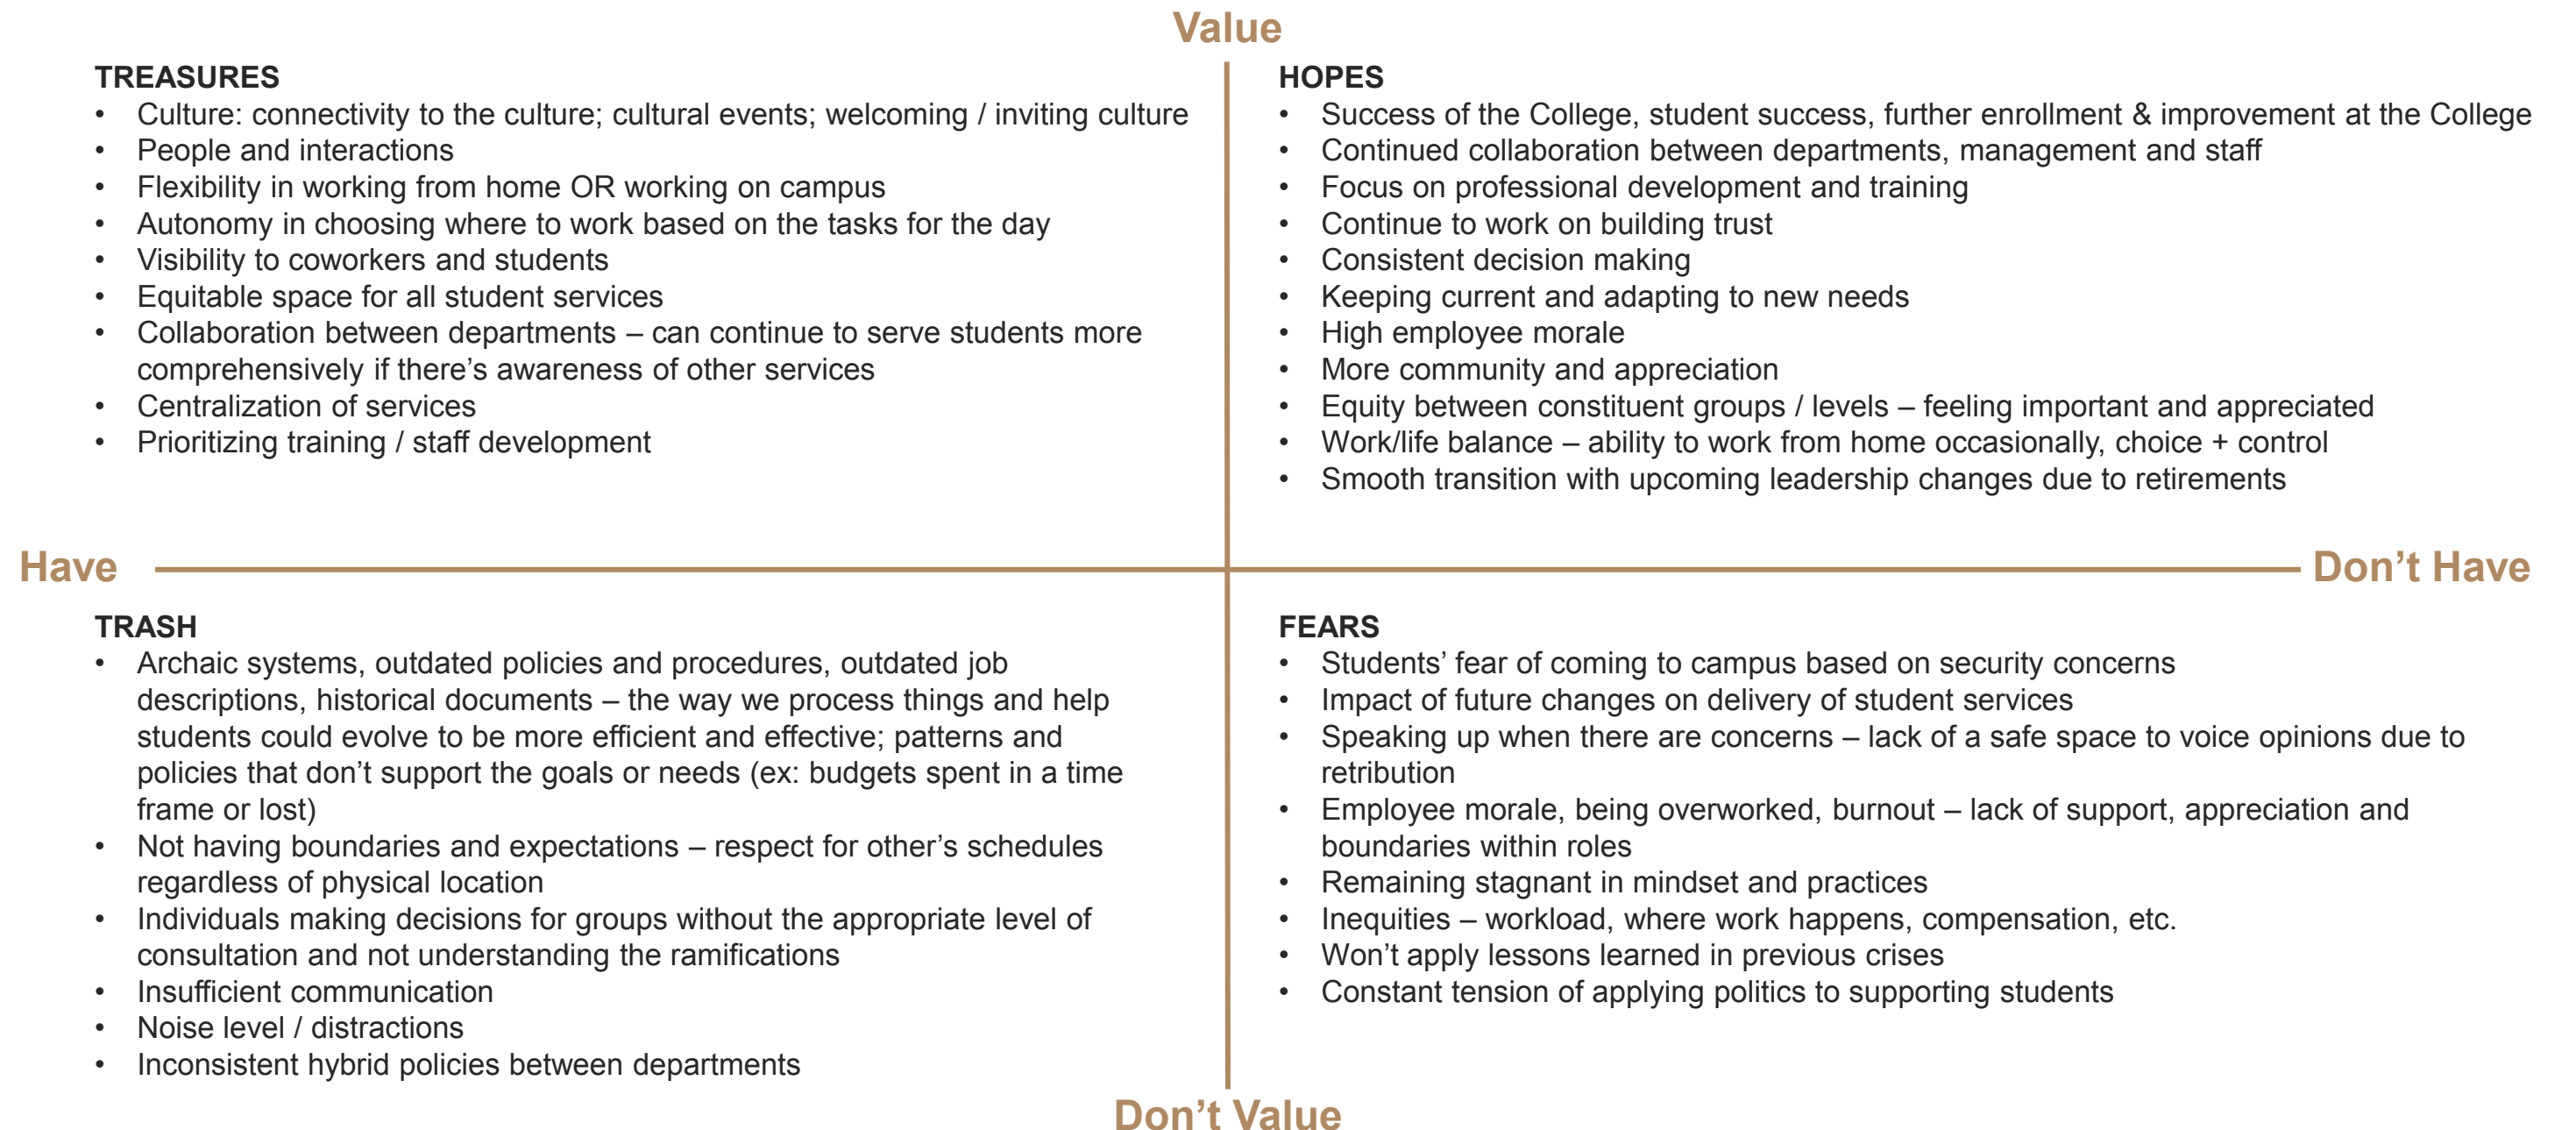 Value
TREASURES
• Culture: connectivity to the culture; cultural events; welcoming / inviting culture
• People and interactions
• Flexibility in working from home OR working on campus
• Autonomy in choosing where to work based on the tasks for the day
• Visibility to coworkers and students
• Equitable space for all student services
• Collaboration between departments – can continue to serve students more
comprehensively if there’s awareness of other services
• Centralization of services
• Prioritizing training / staff development
HOPES
• Success of the College, student success, further enrollment & improvement at the College
• Continued collaboration between departments, management and staff
• Focus on professional development and training
• Continue to work on building trust
• Consistent decision making
• Keeping current and adapting to new needs
• High employee morale
• More community and appreciation
• Equity between constituent groups / levels – feeling important and appreciated
• Work/life balance – ability to work from home occasionally, choice + control
• Smooth transition with upcoming leadership changes due to retirements
Have
Don’t Have
TRASH
• Archaic systems, outdated policies and procedures, outdated job
descriptions, historical documents – the way we process things and help
students could evolve to be more efficient and effective; patterns and
policies that don’t support the goals or needs (ex: budgets spent in a time
frame or lost)
• Not having boundaries and expectations – respect for other’s schedules
regardless of physical location
• Individuals making decisions for groups without the appropriate level of
consultation and not understanding the ramifications
• Insufficient communication
• Noise level / distractions
• Inconsistent hybrid policies between departments
FEARS
• Students’ fear of coming to campus based on security concerns
• Impact of future changes on delivery of student services
• Speaking up when there are concerns – lack of a safe space to voice opinions due to
retribution
• Employee morale, being overworked, burnout – lack of support, appreciation and
boundaries within roles
• Remaining stagnant in mindset and practices
• Inequities – workload, where work happens, compensation, etc.
• Won’t apply lessons learned in previous crises
• Constant tension of applying politics to supporting students
Don’t Value